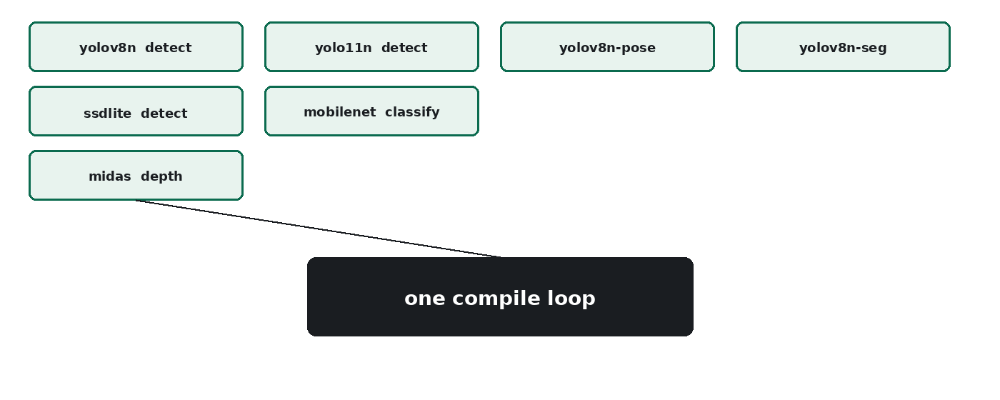 yolov8n detect
yolo11n detect
yolov8n-pose
yolov8n-seg
ssdlite detect
mobilenet classify
midas depth
one compile loop